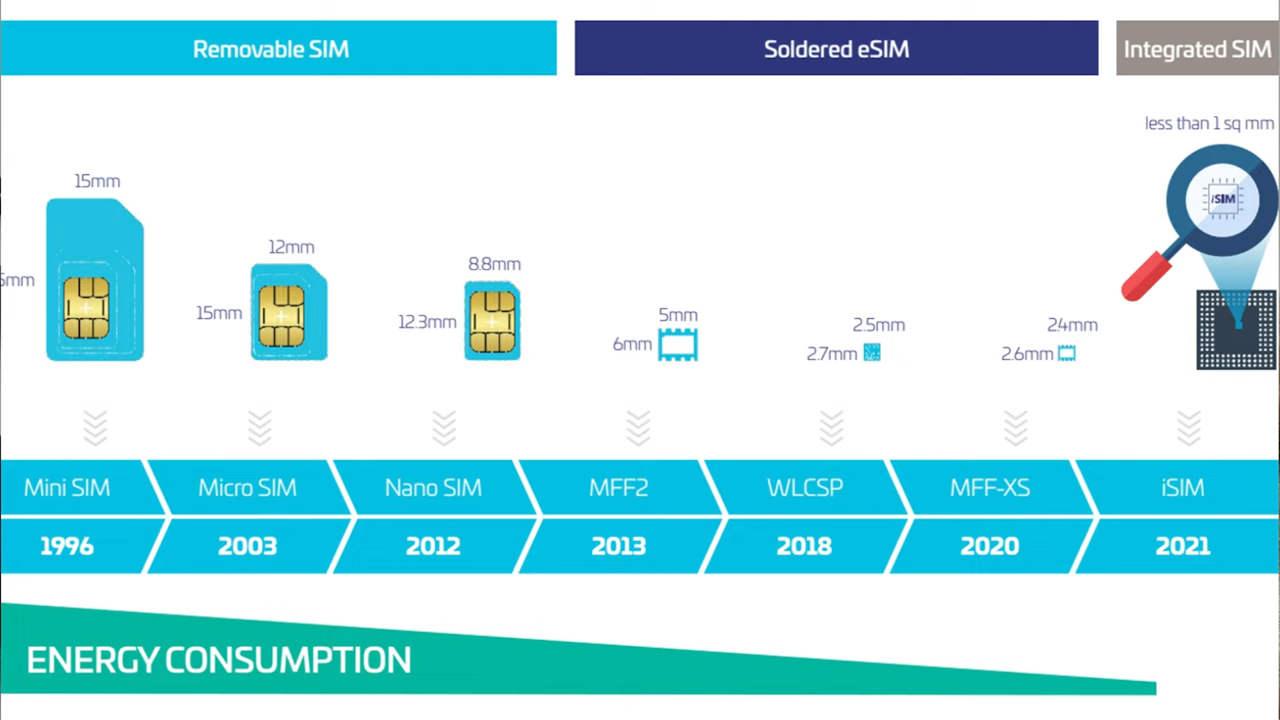 Removable SIM
Soldered eSIM
Integrated SIM
less than 1 sq mm
iSIM
15mm
12mm
15mm
8.8mm
12.3mm
5mm
6mm
2.5mm
2.7mm
24mm
2.6mm
Mini SIM
Micro SIM
Nano SIM
MFF2
WLCSP
MFF-XS
iSIM
1996
2003
2012
2013
2018
2020
2021
ENERGY CONSUMPTION